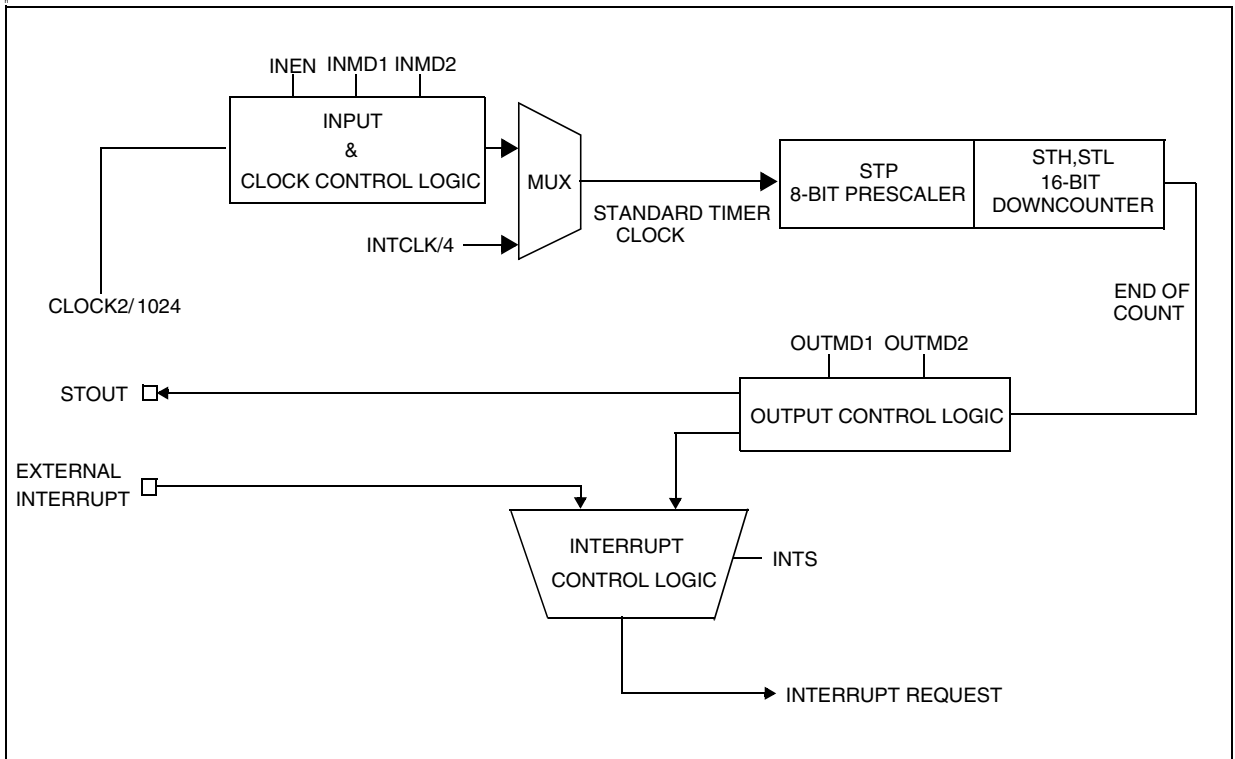 INEN INMD1 INMD2
INPUT
&
CLOCK CONTROL LOGIC
MUX
INTCLK/4
CLOCK2/1024
STANDARD TIMER
CLOCK
STP
8-BIT PRESCALER
STH,STL
16-BIT
DOWNCOUNTER
END OF
COUNT
OUTMD1 OUTMD2
OUTPUT CONTROL LOGIC
STOUT
EXTERNAL
INTERRUPT
INTERRUPT
CONTROL LOGIC
INTS
INTERRUPT REQUEST